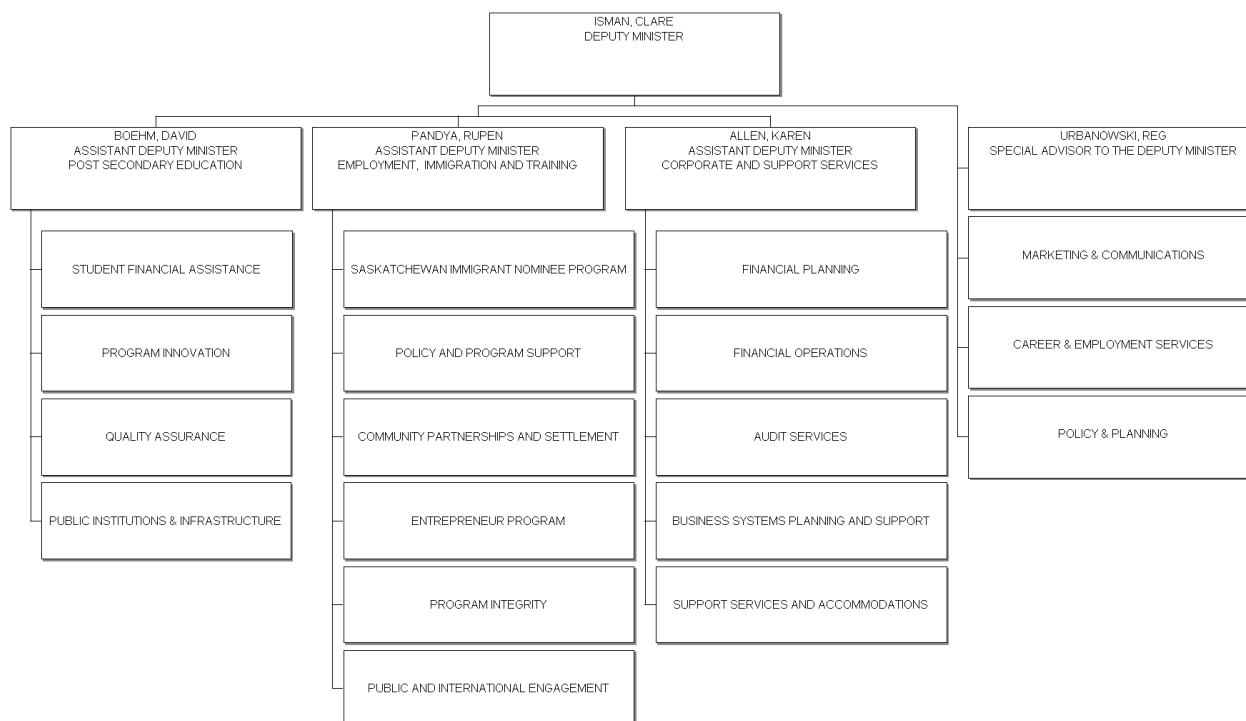 ISMAN, CLARE
DEPUTY MINISTER
BOEHM, DAVID
ASSISTANT DEPUTY MINISTER
POST SECONDARY EDUCATION
STUDENT FINANCIAL ASSISTANCE
PROGRAM INNOVATION
QUALITY ASSURANCE
PUBLIC INSTITUTIONS & INFRASTRUCTURE
PANDYA, RUPEN
ASSISTANT DEPUTY MINISTER
EMPLOYMENT, IMMIGRATION AND TRAINING
SASKATCHEWAN IMMIGRANT NOMINEE PROGRAM
POLICY AND PROGRAM SUPPORT
COMMUNITY PARTNERSHIPS AND SETTLEMENT
ENTREPRENEUR PROGRAM
PROGRAM INTEGRITY
PUBLIC AND INTERNATIONAL ENGAGEMENT
ALLEN, KAREN
ASSISTANT DEPUTY MINISTER
CORPORATE AND SUPPORT SERVICES
FINANCIAL PLANNING
FINANCIAL OPERATIONS
AUDIT SERVICES
BUSINESS SYSTEMS PLANNING AND SUPPORT
SUPPORT SERVICES AND ACCOMMODATIONS
URBANOWSKI, REG
SPECIAL ADVISOR TO THE DEPUTY MINISTER
MARKETING & COMMUNICATIONS
CAREER & EMPLOYMENT SERVICES
POLICY & PLANNING